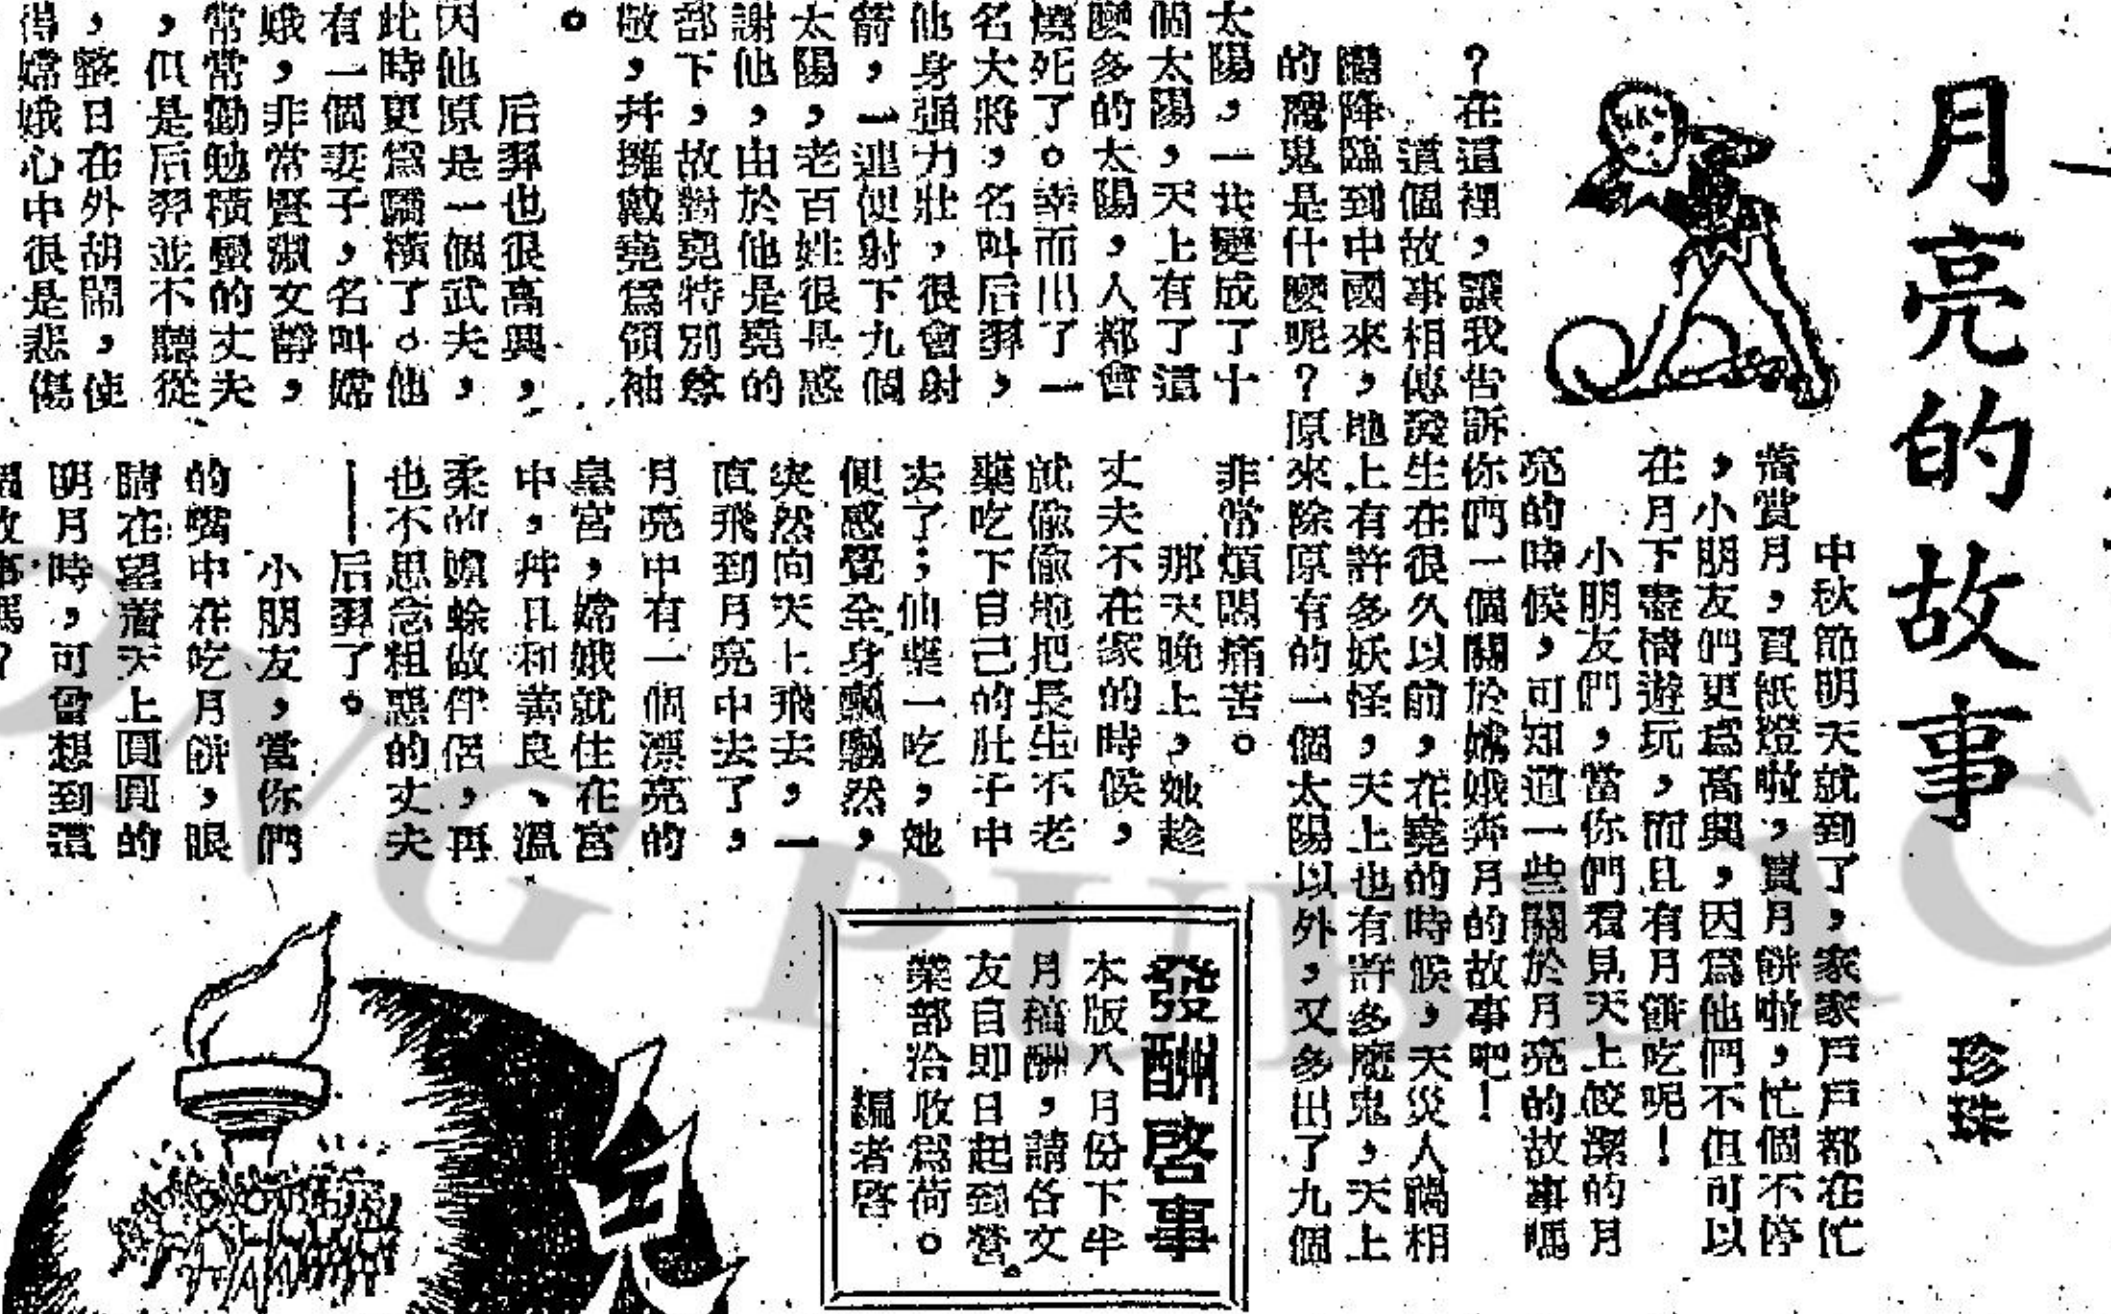 月亮的故事
珍珠
中秋節明天就到了，家家戶戶都在忙
着賞月，買紙燈啦，買月餅啦，忙個不停
，小朋友們更爲高興，因爲他們不但可以
在月下盡情遊玩，而且有月餅吃呢！
小朋友們，當你們看見天上皎潔的月
亮的時候，可知道一些關於月亮的故事嗎
？在這裡，讓我告訴你們一個關於嫦娥奔月的故事吧！
這個故事相傳發生在很久以前，在堯的時候，天災人禍相
繼降臨到中國來，地上有許多妖怪，天上也有許多魔鬼，天上
的魔鬼是什麼呢？原來除原有的一個太陽以外，又多出了九個
太陽，一共變成了十
個太陽，天上有了這
麼多的太陽，人都會
燒死了。幸而出了一
名大將，名叫后羿，
他身强力壯，很會射
箭，一連便射下九個
太陽，老百姓很是感
謝他，由於他是堯的
部下，故對堯特別尊
敬，并擁戴堯爲領袖
。
后羿也很高興，
因他原是一個武夫，
此時更爲驕橫了。他
有一個妻子，名叫嫦
娥，非常賢淑文靜，
常常勸勉橫蠻的丈夫
，但是后羿並不聽從
，整日在外胡鬧，使
得嫦娥心中很是悲傷
非常煩悶痛苦。
那天晚上，她趁
丈夫不在家的時候，
就偷偷地把長生不老
藥吃下自己的肚子中
去了；仙藥一吃，她
便感覺全身飄飄然，
突然向天上飛去，一
直飛到月亮中去了，
月亮中有一個漂亮的
皇宮，嫦娥就住在宮
中，幷且和善良、溫
柔的蟾蜍做伴侶，再
也不思念粗惡的丈夫
——后羿了。
小朋友，當你們
的嘴中在吃月餅，眼
睛在望着天上圓圓的
明月時，可曾想到這
個故事嗎？
發酬啓事
本版八月份下半
月稿酬，請各文
友自即日起到營
業部洽收爲荷。
編者啓
兒
ONG PUBLIC